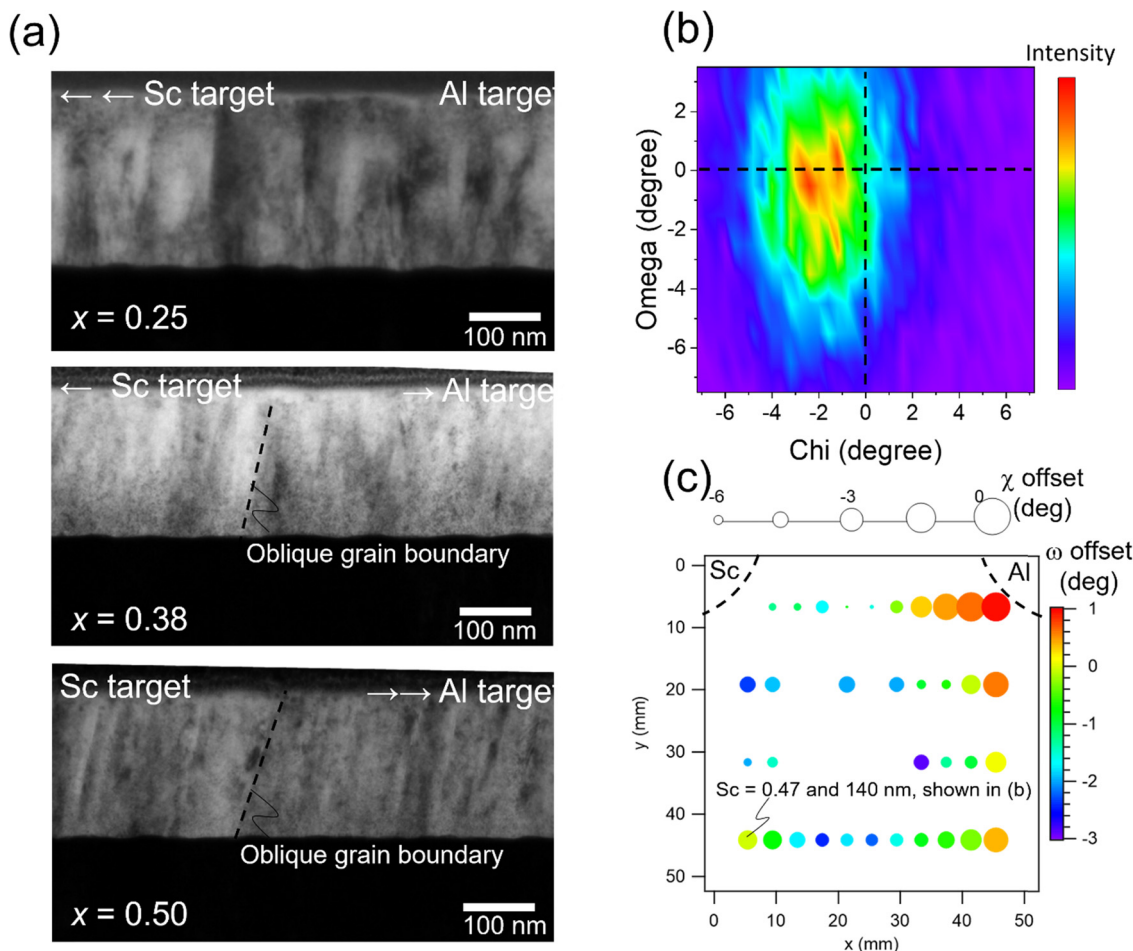 (a)
← ← Sc target
Al target
x = 0.25
100 nm
← Sc target
→ Al target
Oblique grain boundary
x = 0.38
100 nm
Sc target
→→ Al target
Oblique grain boundary
x = 0.50
100 nm
(b)
Intensity
2
0
-2
-4
-6
Omega (degree)
-6 -4 -2 0 2 4 6
Chi (degree)
(c)
-6 -3 0 χ offset
(deg)
ω offset
(deg)
Sc
Al
0
10
20
30
40
50
y (mm)
Sc = 0.47 and 140 nm, shown in (b)
1
0
-1
-2
-3
0 10 20 30 40 50
x (mm)